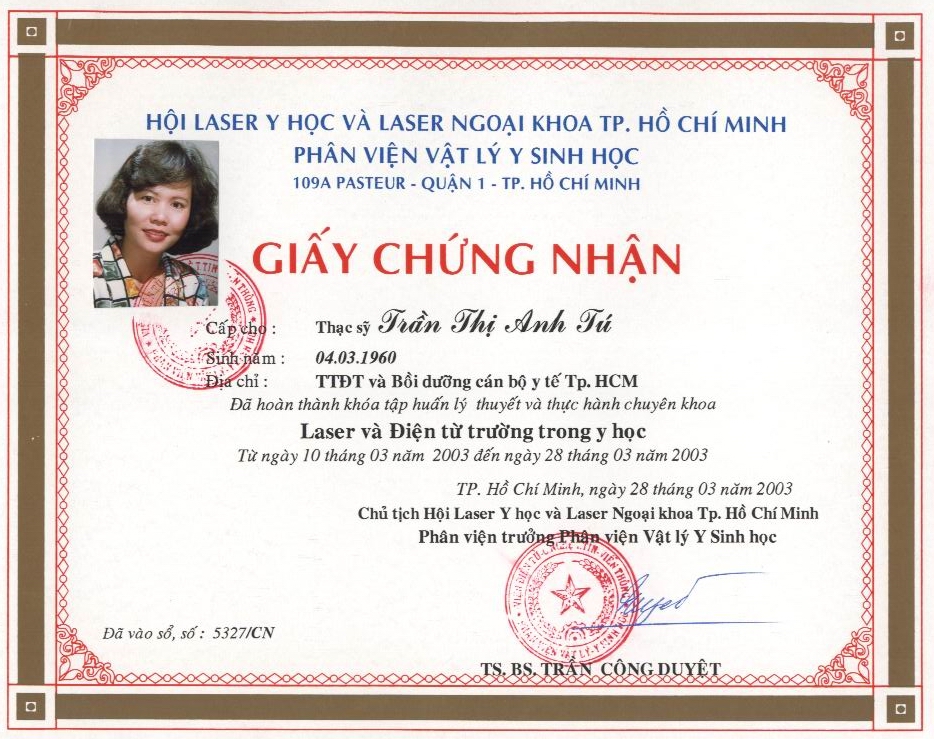 HỘI LASER Y HỌC VÀ LASER NGOẠI KHOA TP. HỒ CHÍ MINH
PHÂN VIỆN VẬT LÝ Y SINH HỌC
109A PASTEUR - QUẬN 1 - TP. HỒ CHÍ MINH
GIẤY CHỨNG NHẬN
Cấp cho : Thạc sỹ Trần Thị Anh Tú
Sinh năm : 04.03.1960
Địa chỉ : TTĐT và Bồi dưỡng cán bộ y tế Tp. HCM
Đã hoàn thành khóa tập huấn lý thuyết và thực hành chuyên khoa
Laser và Điện từ trường trong y học
Từ ngày 10 tháng 03 năm 2003 đến ngày 28 tháng 03 năm 2003
TP. Hồ Chí Minh, ngày 28 tháng 03 năm 2003
Chủ tịch Hội Laser Y học và Laser Ngoại khoa Tp. Hồ Chí Minh
Phân viện trưởng Phân viện Vật lý Y Sinh học
Đã vào sổ, số : 5327/CN
TS. BS. TRẦN CÔNG DUYỆT